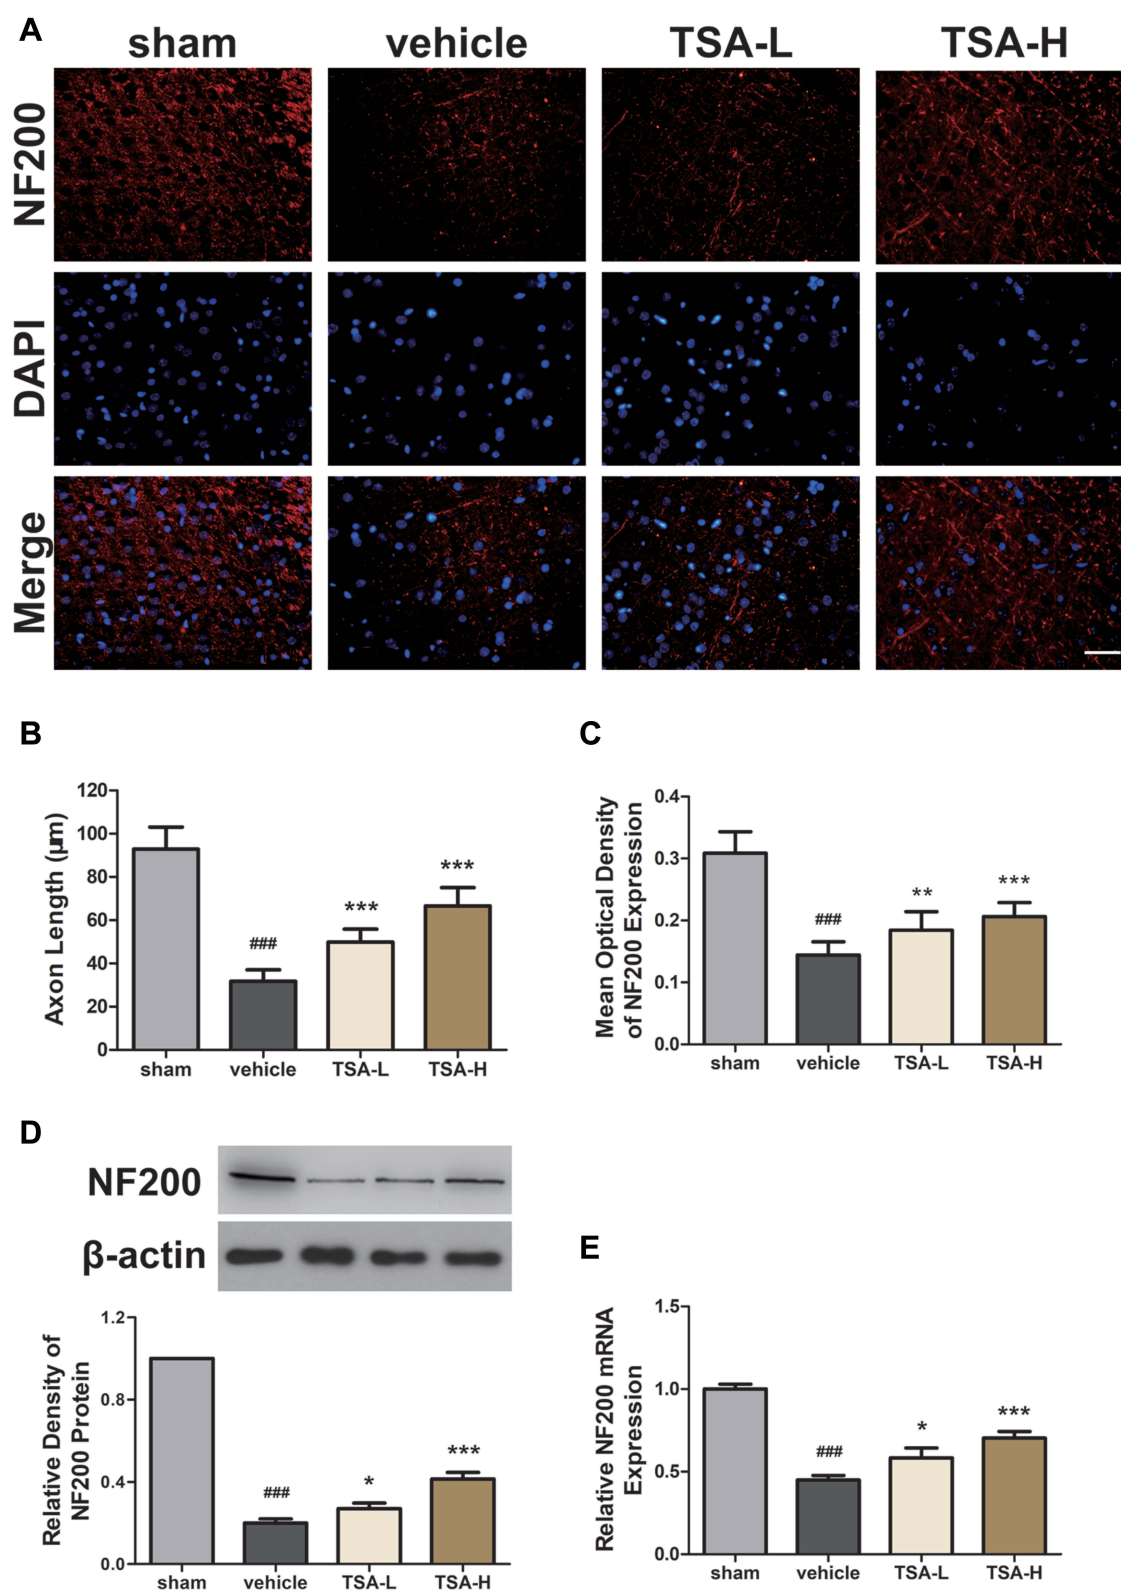 A
sham vehicle TSA-L TSA-H
NF200
DAPI
Merge
B
Axon Length (µm)
120
100
80
60
40
20
0
###
***
***
sham vehicle TSA-L TSA-H
C
Mean Optical Density
of NF200 Expression
0.4
0.3
0.2
0.1
0.0
###
**
***
sham vehicle TSA-L TSA-H
D
NF200
β-actin
Relative Density of
NF200 Protein
1.2
0.8
0.4
0.0
###
*
***
sham vehicle TSA-L TSA-H
E
Relative NF200 mRNA
Expression
1.5
1.0
0.5
0.0
###
*
***
sham vehicle TSA-L TSA-H